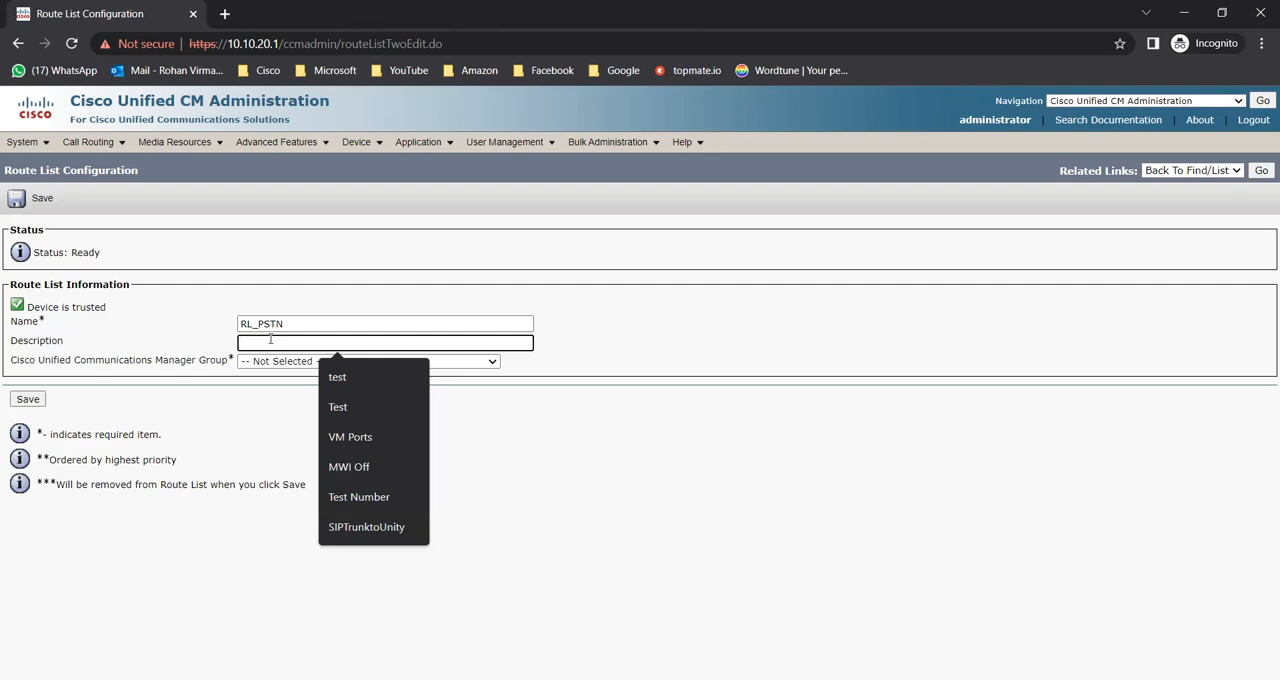 Route List Configuration
Not secure | https://10.10.20.1/ccmadmin/routeListTwoEdit.do
Incognito
(17) WhatsApp
Mail - Rohan Virma...
Cisco
Microsoft
YouTube
Amazon
Facebook
Google
topmate.io
Wordtune | Your pe...
CISCO
Cisco Unified CM Administration
For Cisco Unified Communications Solutions
Navigation Cisco Unified CM Administration Go
administrator | Search Documentation | About | Logout
System Call Routing Media Resources Advanced Features Device Application User Management Bulk Administration Help
Route List Configuration
Related Links: Back To Find/List Go
Save
Status
Status: Ready
Route List Information
Device is trusted
Name* RL_PSTN
Description
Cisco Unified Communications Manager Group* -- Not Selected -
test
Test
VM Ports
MWI Off
Test Number
SIPTrunktoUnity
Save
*- indicates required item.
**Ordered by highest priority
***Will be removed from Route List when you click Save